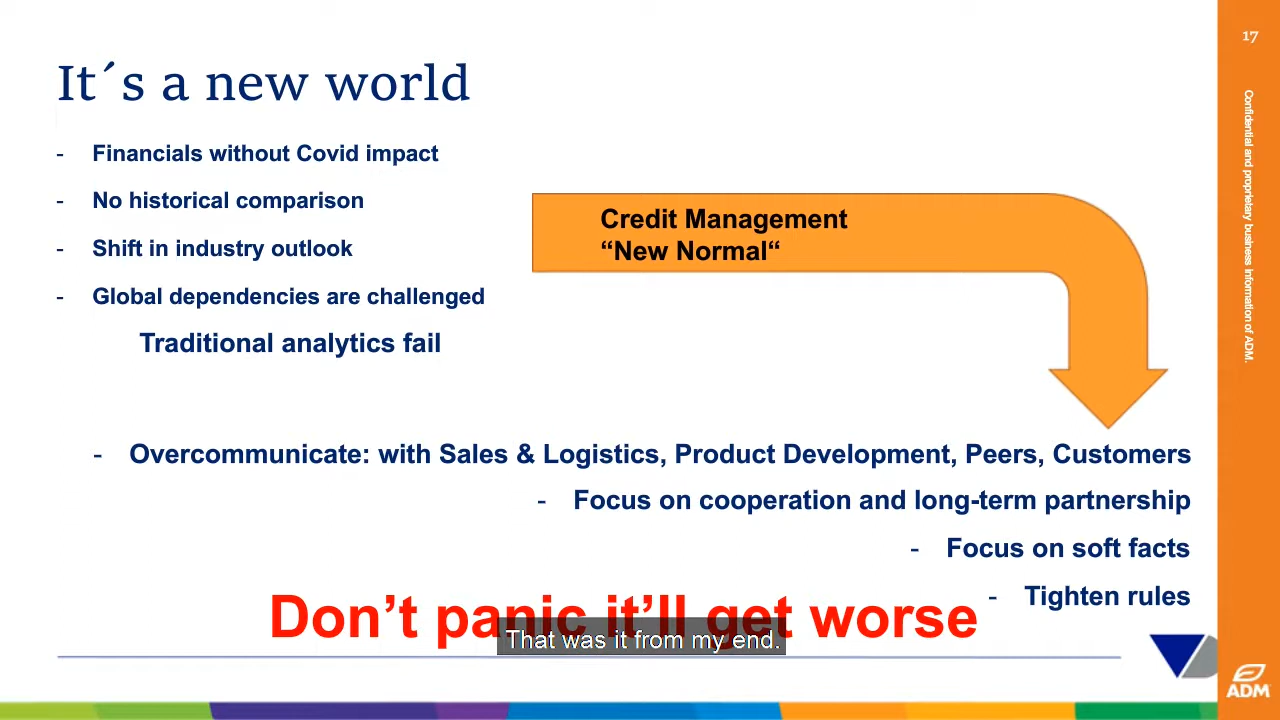 17
It´s a new world
- Financials without Covid impact
- No historical comparison
- Shift in industry outlook
- Global dependencies are challenged
Traditional analytics fail
Credit Management
“New Normal“
- Overcommunicate: with Sales & Logistics, Product Development, Peers, Customers
- Focus on cooperation and long-term partnership
- Focus on soft facts
- Tighten rules
Don’t panic it’ll get worse
That was it from my end.
Confidential and proprietary business information of ADM.
ADM